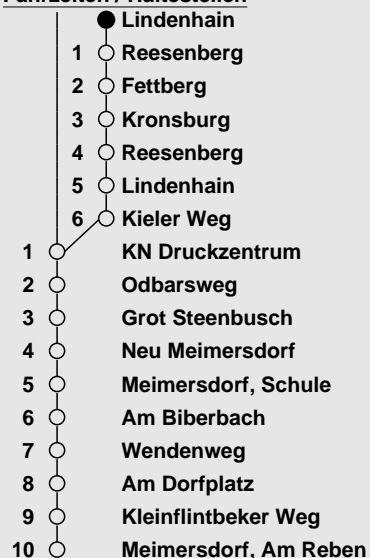 Fahrzeiten / Haltestellen
Lindenhain
1 Reesenberg
2 Fettberg
3 Kronsburg
4 Reesenberg
5 Lindenhain
6 Kieler Weg
1 KN Druckzentrum
2 Odbarsweg
3 Grot Steenbusch
4 Neu Meimersdorf
5 Meimersdorf, Schule
6 Am Biberbach
7 Wendenweg
8 Am Dorfplatz
9 Kleinflintbeker Weg
10 Meimersdorf, Am Reben